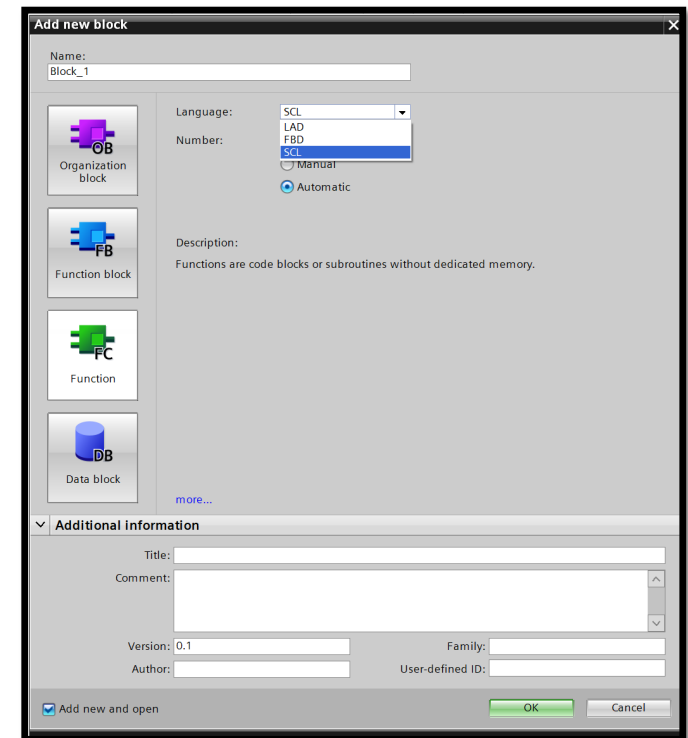 Add new block
Name:
Block_1
Language: SCL
LAD
FBD
SCL
Number:
Manual
Automatic
OB
Organization
block
FB
Function block
FC
Function
DB
Data block
Description:
Functions are code blocks or subroutines without dedicated memory.
more...
Additional information
Title:
Comment:
Version: 0.1
Family:
Author:
User-defined ID:
Add new and open
OK
Cancel